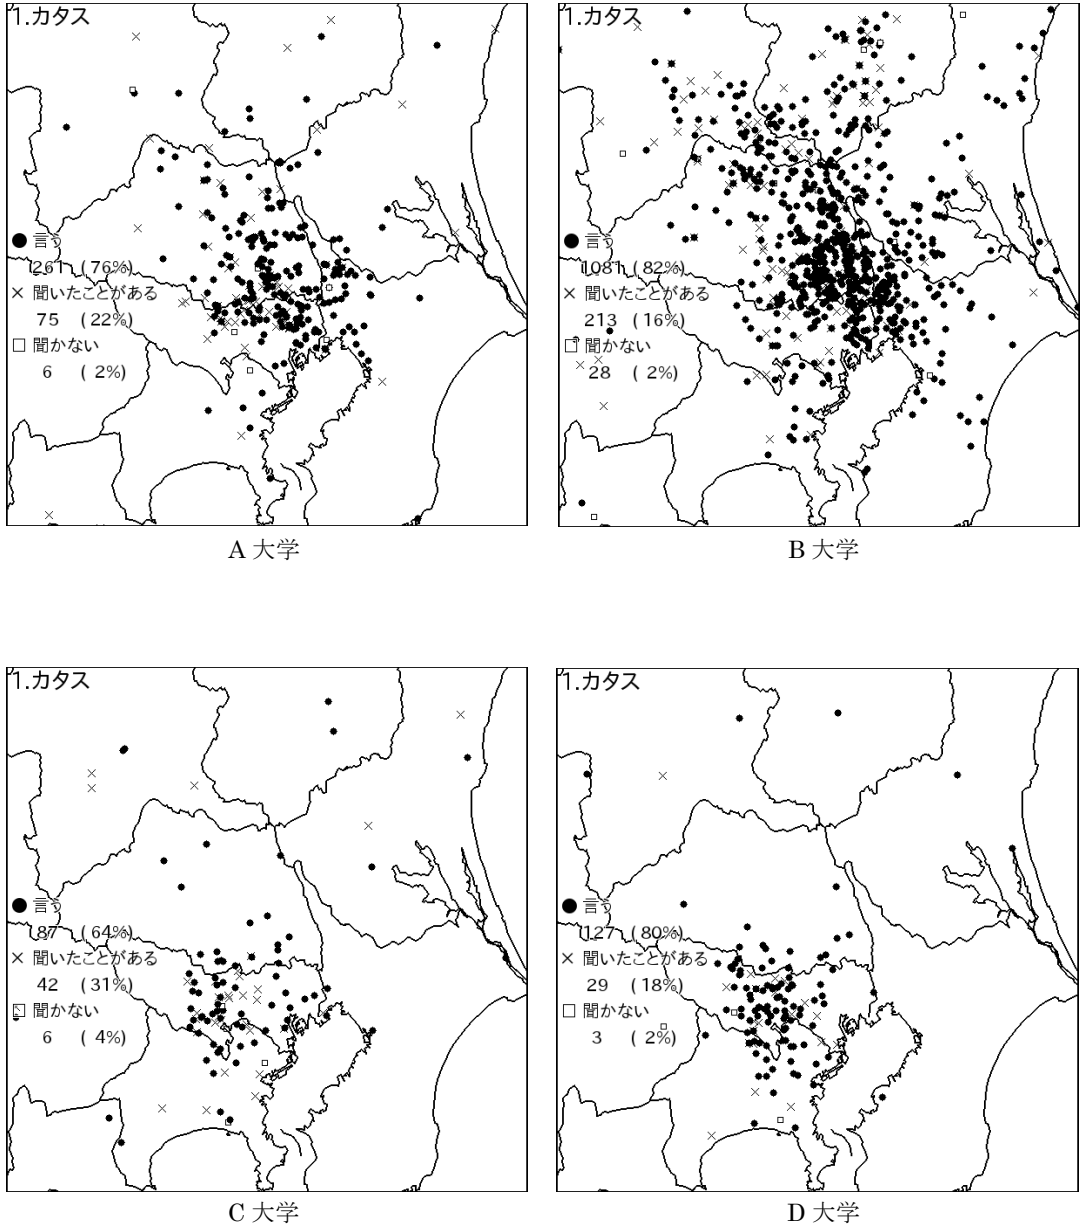 1.カタス
● 言う
261 ( 76%)
× 聞いたことがある
75 ( 22%)
□ 聞かない
6 ( 2%)
A 大学
1.カタス
● 言う
1081 ( 82%)
× 聞いたことがある
213 ( 16%)
□ 聞かない
28 ( 2%)
B 大学
1.カタス
● 言う
87 ( 64%)
× 聞いたことがある
42 ( 31%)
□ 聞かない
6 ( 4%)
C 大学
1.カタス
● 言う
127 ( 80%)
× 聞いたことがある
29 ( 18%)
□ 聞かない
3 ( 2%)
D 大学